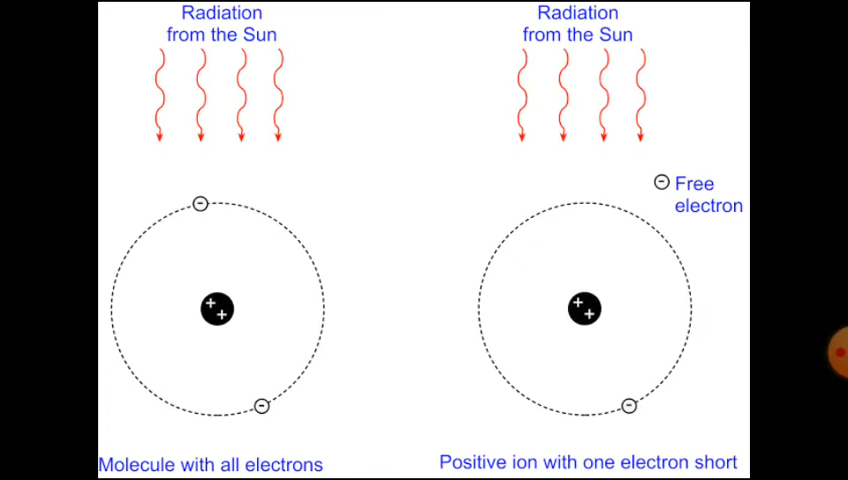 Radiation
from the Sun
Radiation
from the Sun
Free
electron
Molecule with all electrons
Positive ion with one electron short